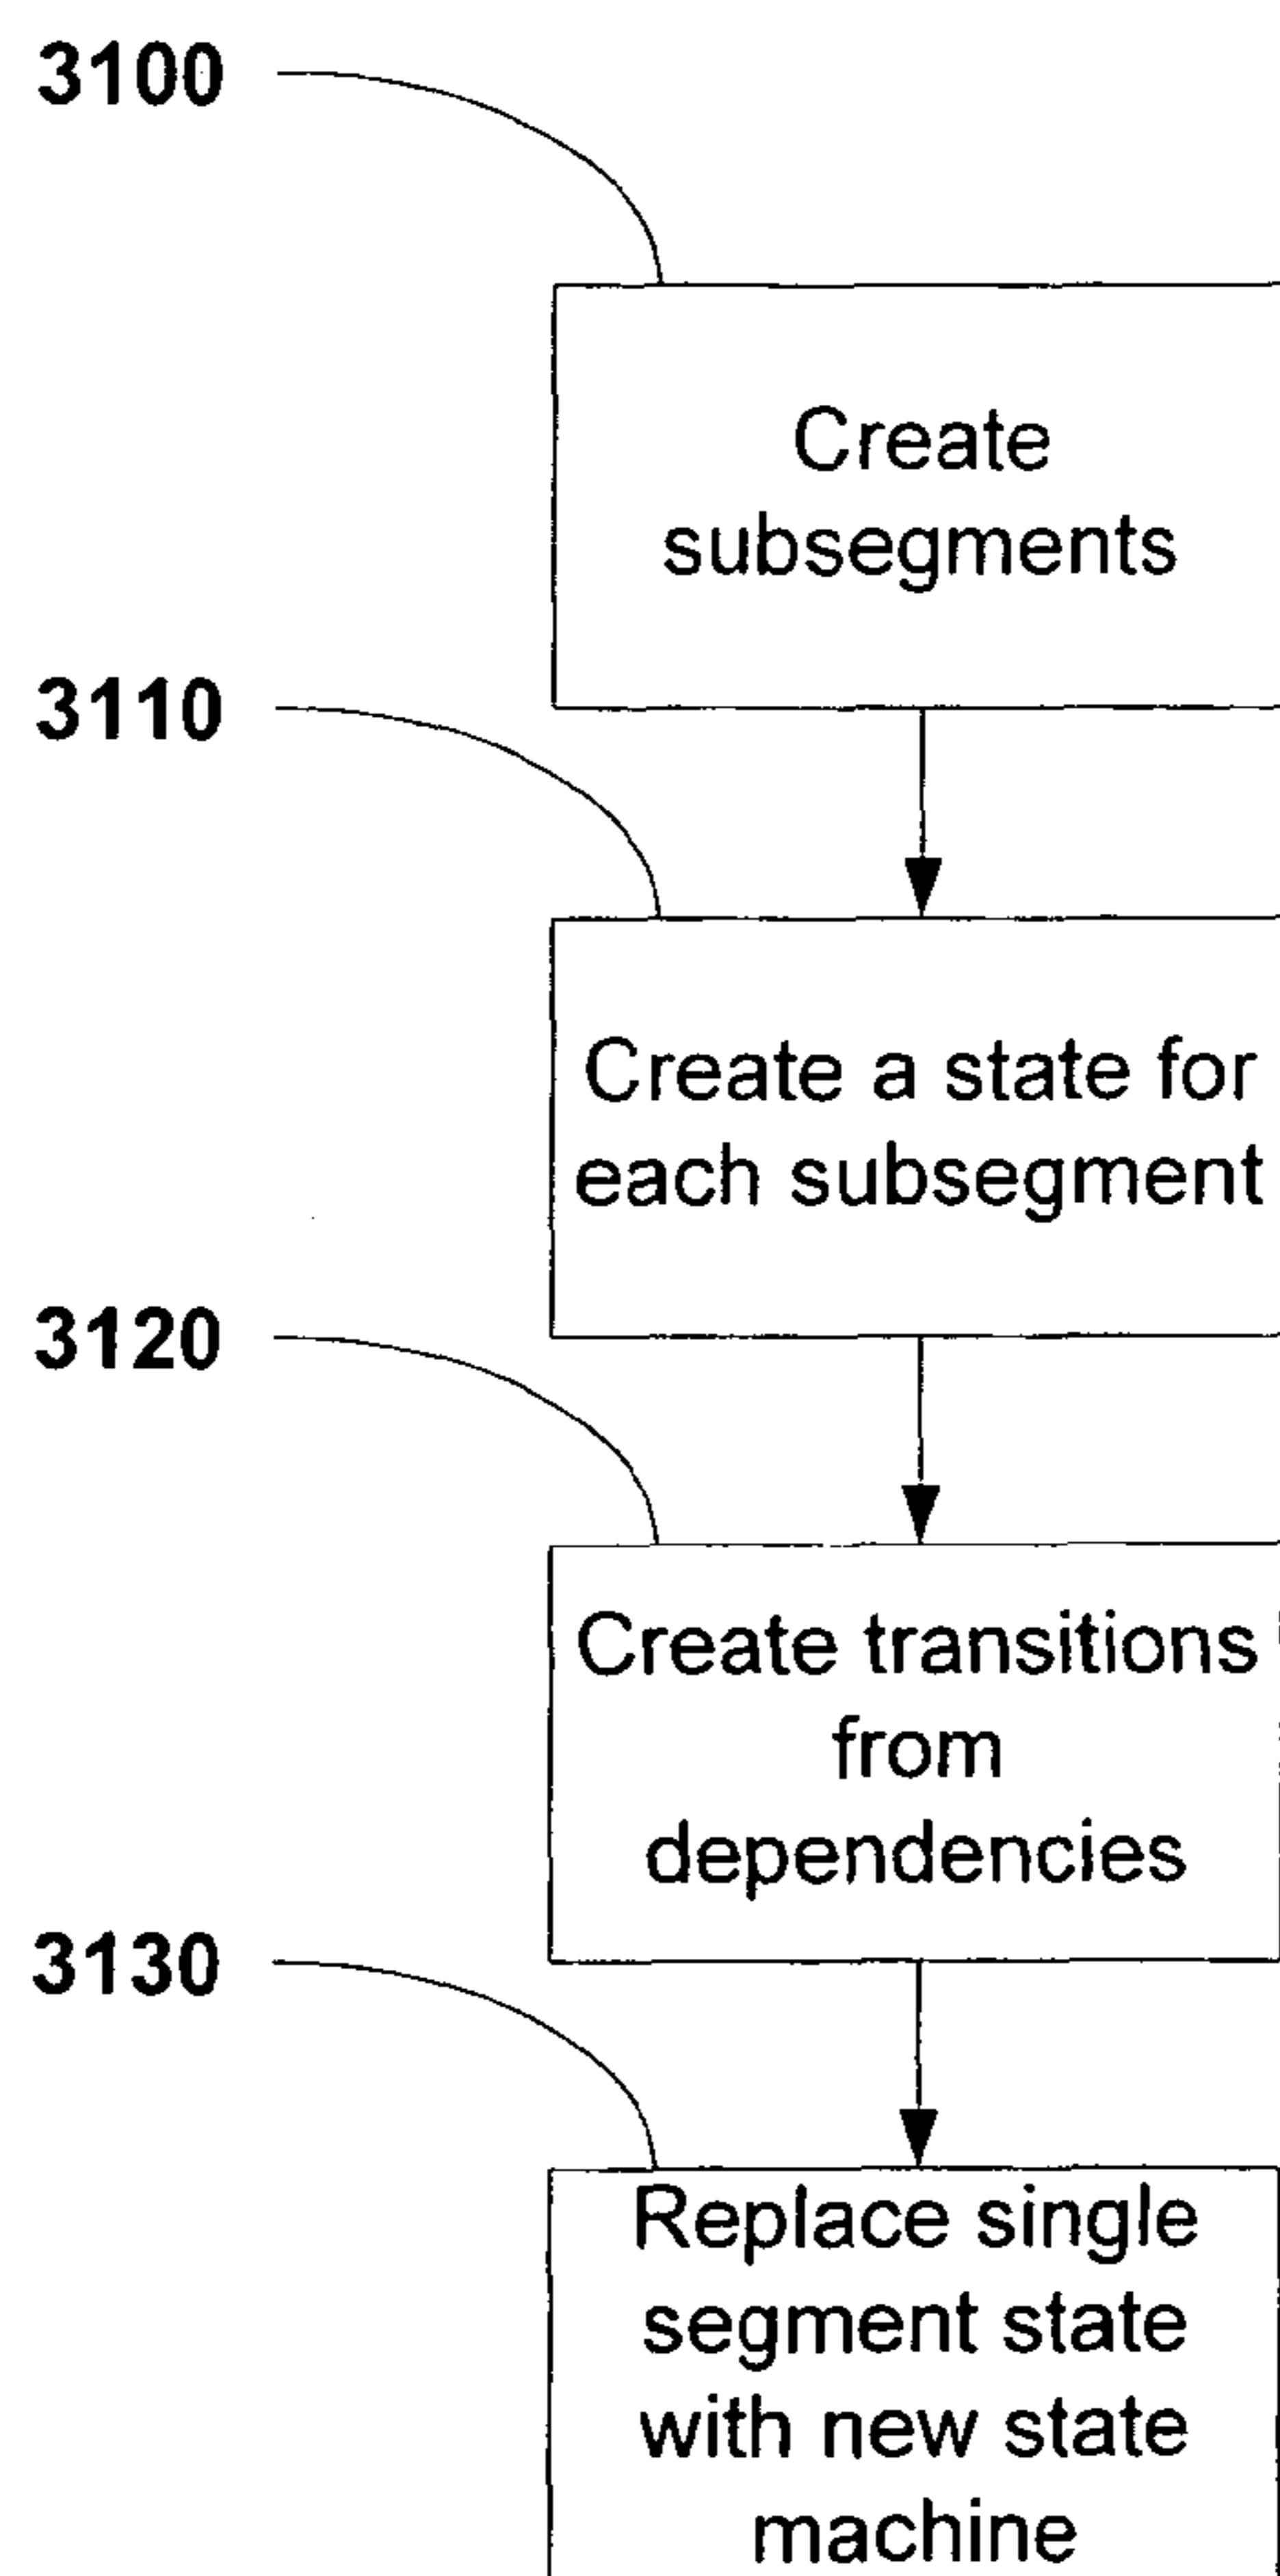 3100
Create
subsegments
3110
Create a state for
each subsegment
3120
Create transitions
from
dependencies
3130
Replace single
segment state
with new state
machine